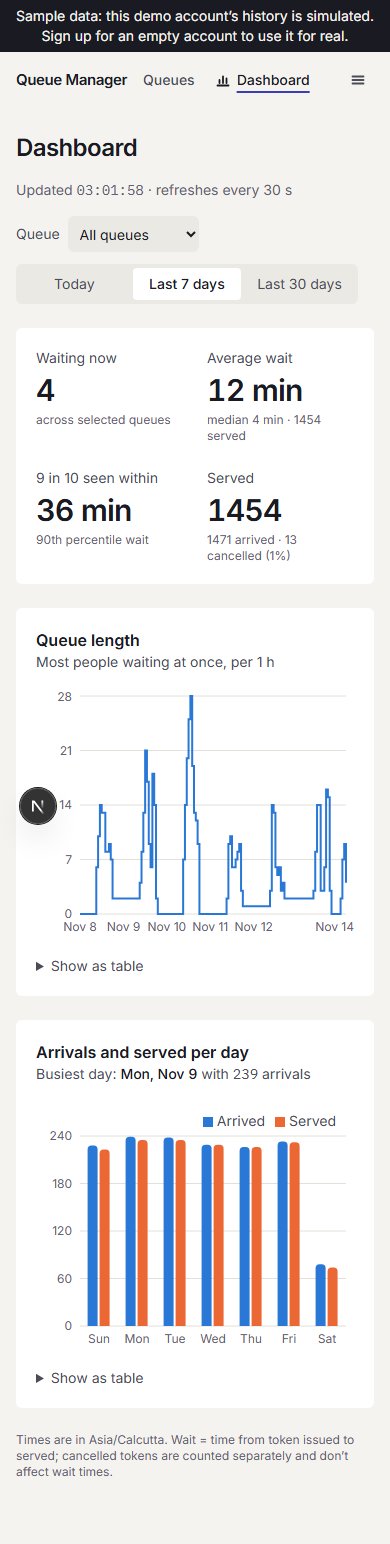 Sample data: this demo account’s history is simulated.
Sign up for an empty account to use it for real.
Queue Manager Queues Dashboard
Dashboard
Updated 03:01:58 · refreshes every 30 s
Queue All queues
Today Last 7 days Last 30 days
Waiting now
4
across selected queues
Average wait
12 min
median 4 min · 1454
served
9 in 10 seen within
36 min
90th percentile wait
Served
1454
1471 arrived · 13
cancelled (1%)
Queue length
Most people waiting at once, per 1 h
28
21
14
7
0
Nov 8 Nov 9 Nov 10 Nov 11 Nov 12 Nov 14
N
Show as table
Arrivals and served per day
Busiest day: Mon, Nov 9 with 239 arrivals
Arrived Served
240
180
120
60
0
Sun Mon Tue Wed Thu Fri Sat
Show as table
Times are in Asia/Calcutta. Wait = time from token issued to
served; cancelled tokens are counted separately and don’t
affect wait times.